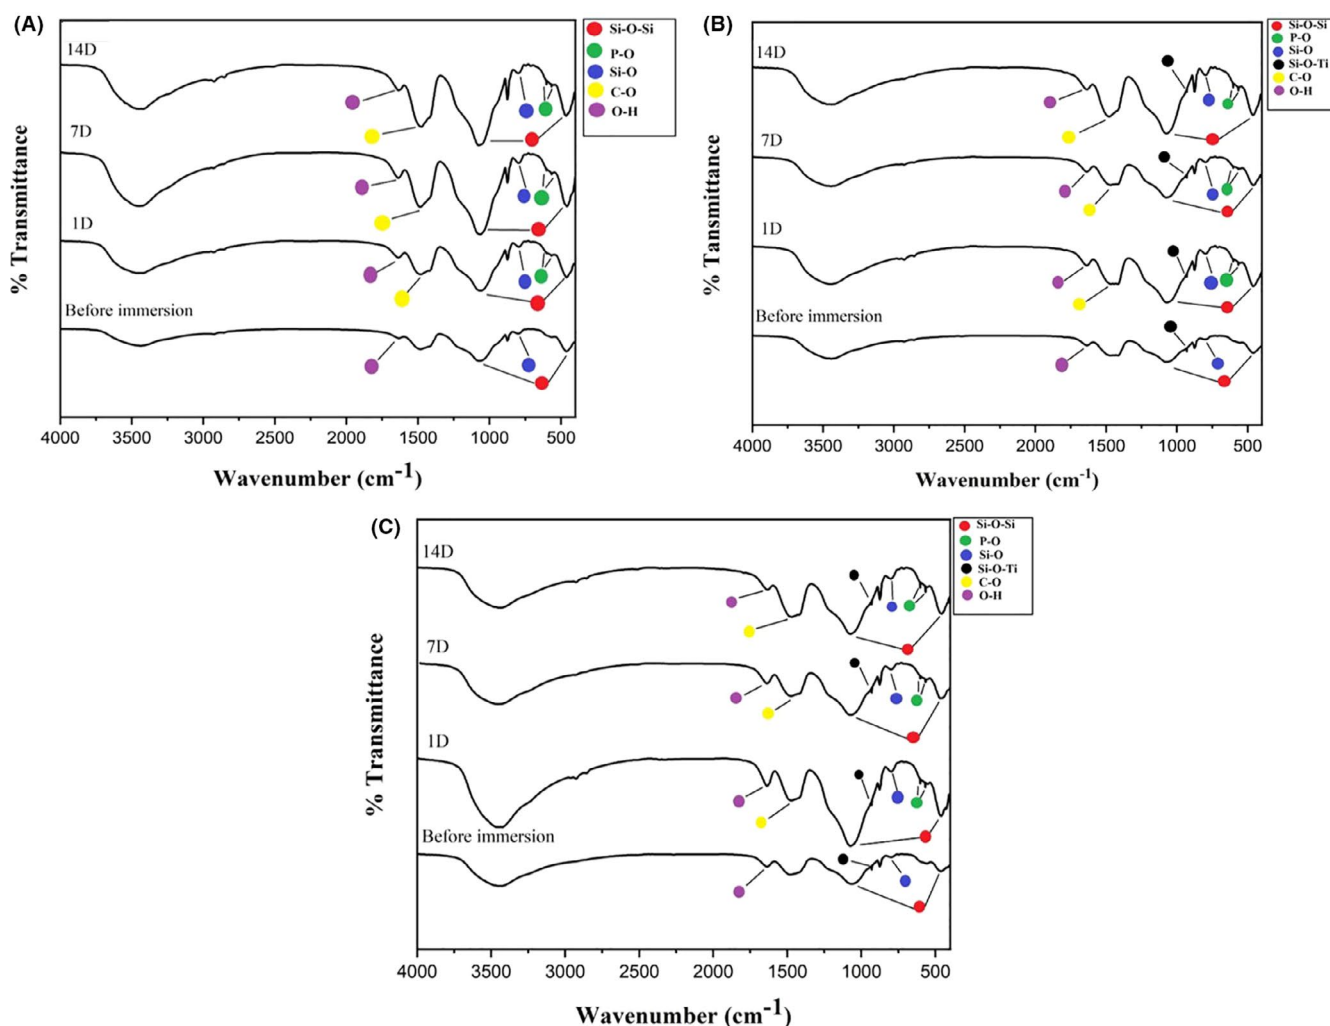 (A)
14D
7D
1D
Before immersion
% Transmittance
4000 3500 3000 2500 2000 1500 1000 500
Wavenumber (cm-1)
Si-O-Si
P-O
Si-O
C-O
O-H
(B)
14D
7D
1D
Before immersion
% Tansmittance
4000 3500 3000 2500 2000 1500 1000 500
Wavenumber (cm-1)
Si-O-Si
P-O
Si-O
Si-O-Ti
C-O
O-H
(C)
14D
7D
1D
Before immersion
% Transmittance
4000 3500 3000 2500 2000 1500 1000 500
Wavenumber (cm-1)
Si-O-Si
P-O
Si-O
Si-O-Ti
C-O
O-H